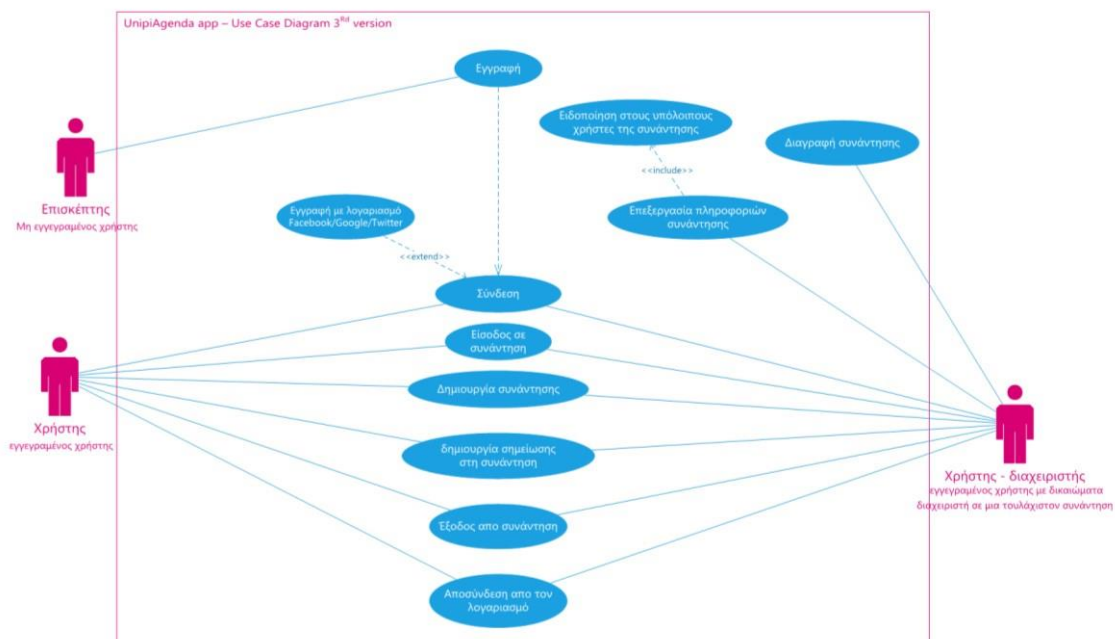 UnipiAgenda app – Use Case Diagram 3Rd version
Εγγραφή
Ειδοποίηση στους υπόλοιπους
χρήστες της συνάντησης
Διαγραφή συνάντησης
<<include>>
Επισκέπτης
Μη εγγεγραμένος χρήστης
Εγγραφή με λογαριασμό
Facebook/Google/Twitter
Επεξεργασία πληροφοριών
συνάντησης
<<extend>>
Σύνδεση
Είσοδος σε
συνάντηση
Δημιουργία συνάντησης
Χρήστης
εγγεγραμένος χρήστης
δημιουργία σημείωσης
στη συνάντηση
Χρήστης - διαχειριστής
εγγεγραμένος χρήστης με δικαιώματα
διαχειριστή σε μια τουλάχιστον συνάντηση
Έξοδος απο συνάντηση
Αποσύνδεση απο τον
λογαριασμό